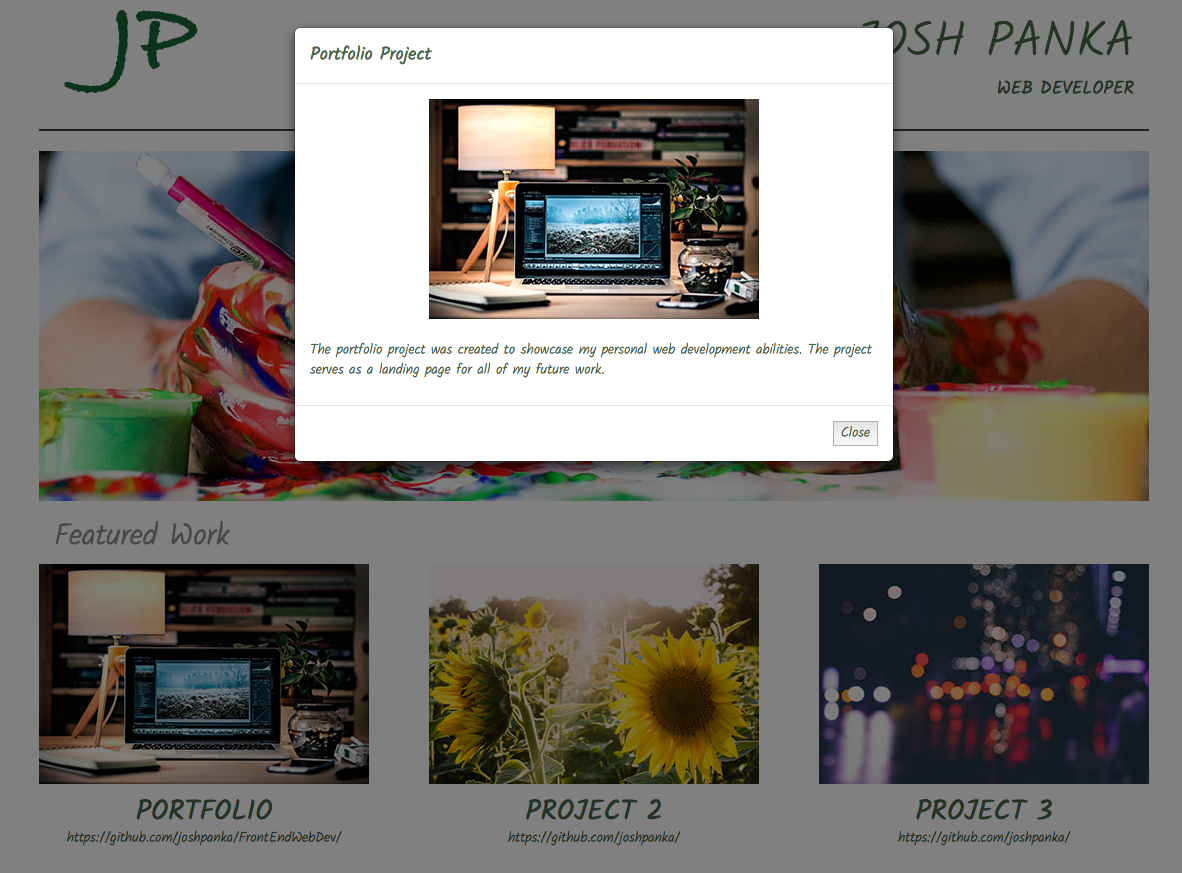 JP
JOSH PANKA
WEB DEVELOPER
Portfolio Project
The portfolio project was created to showcase my personal web development abilities. The project
serves as a landing page for all of my future work.
Close
Featured Work
PORTFOLIO
https://github.com/joshpanka/FrontEndWebDev/
PROJECT 2
https://github.com/joshpanka/
PROJECT 3
https://github.com/joshpanka/